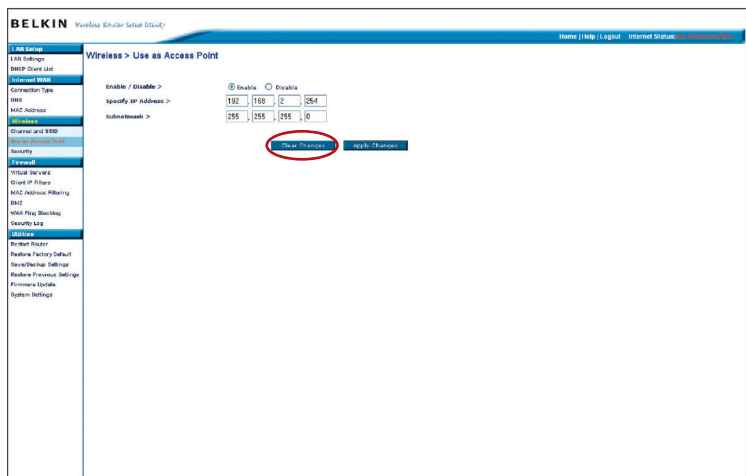 BELKIN Wireless Router Setup Utility
Home | Help | Logout Internet Status: No Connection
LAN Setup
LAN Settings
DHCP Client List
Internet WAN
Connection Type
DNS
MAC Address
Wireless
Channel and SSID
Use as Access Point
Security
Firewall
Virtual Servers
Client IP Filters
MAC Address Filtering
DMZ
WAN Ping Blocking
Security Log
Utilities
Restart Router
Restore Factory Default
Save/Backup Settings
Restore Previous Settings
Firmware Update
System Settings
Wireless > Use as Access Point
Enable / Disable > Enable Disable
Specify IP Address > 192 . 168 . 2 . 254
Subnetmask > 255 . 255 . 255 . 0
Clear Changes Apply Changes